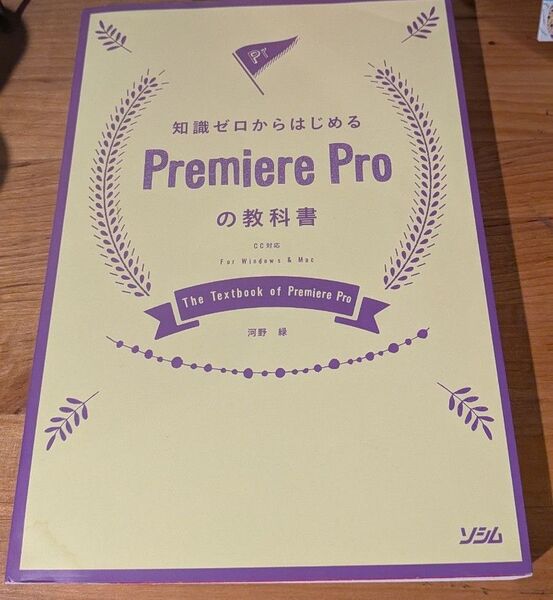 Pr
知識ゼロからはじめる
Premiere Pro
の教科書
CC対応
For Windows & Mac
The Textbook of Premiere Pro
河野 緑
ソシム